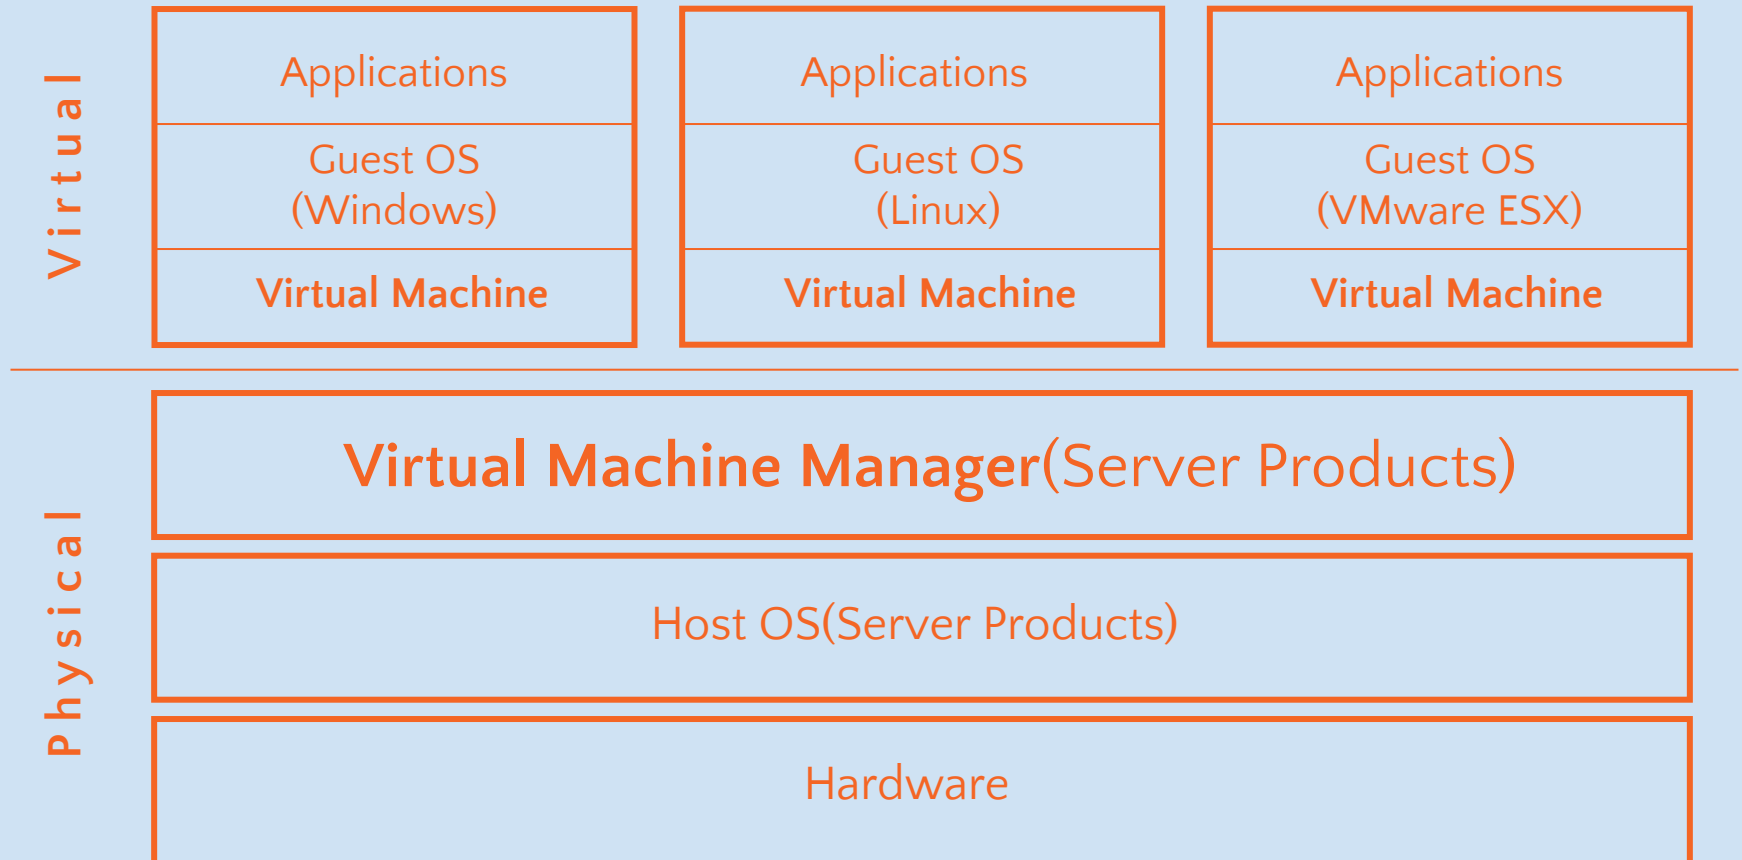 Virtual
Applications
Guest OS
(Windows)
Virtual Machine
Applications
Guest OS
(Linux)
Virtual Machine
Applications
Guest OS
(VMware ESX)
Virtual Machine
Physical
Virtual Machine Manager(Server Products)
Host OS(Server Products)
Hardware